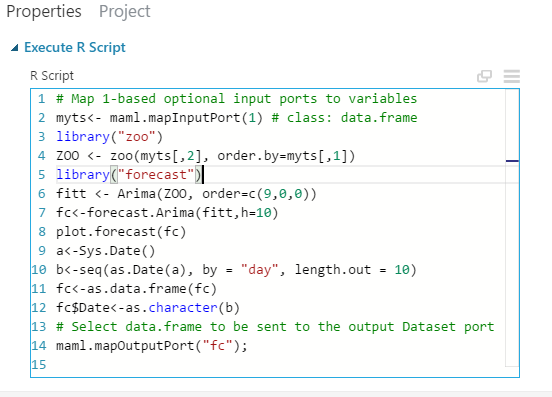 Properties Project
Execute R Script
R Script
1 # Map 1-based optional input ports to variables
2 myts<- maml.mapInputPort(1) # class: data.frame
3 library("zoo")
4 ZOO <- zoo(myts[,2], order.by=myts[,1])
5 library("forecast")
6 fitt <- Arima(ZOO, order=c(9,0,0))
7 fc<-forecast.Arima(fitt,h=10)
8 plot.forecast(fc)
9 a<-Sys.Date()
10 b<-seq(as.Date(a), by = "day", length.out = 10)
11 fc<-as.data.frame(fc)
12 fc$Date<-as.character(b)
13 # Select data.frame to be sent to the output Dataset port
14 maml.mapOutputPort("fc");
15